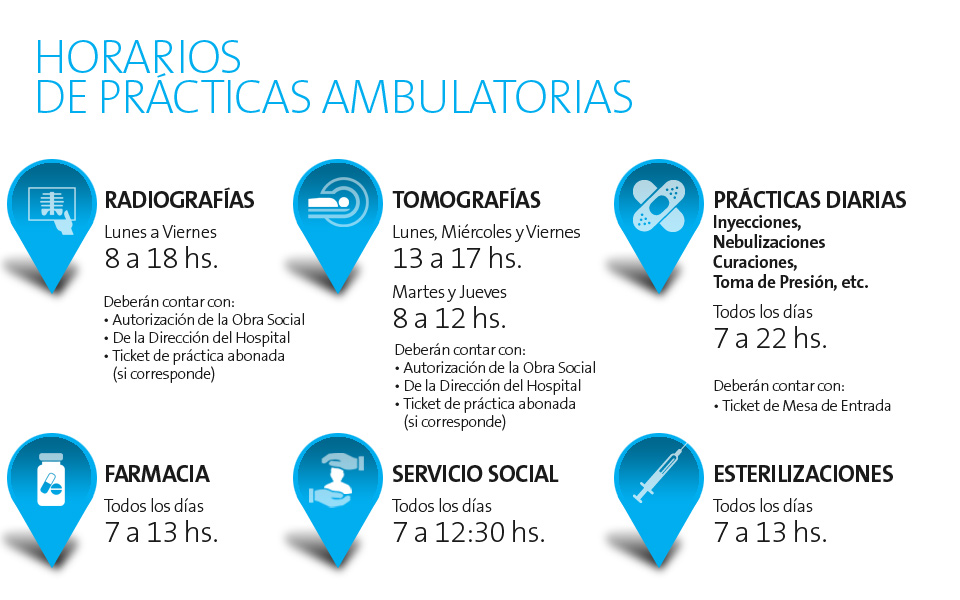 HORARIOS
DE PRÁCTICAS AMBULATORIAS
RADIOGRAFÍAS
Lunes a Viernes
8 a 18 hs.
Deberán contar con:
• Autorización de la Obra Social
• De la Dirección del Hospital
• Ticket de práctica abonada
(si corresponde)
TOMOGRAFÍAS
Lunes, Miércoles y Viernes
13 a 17 hs.
Martes y Jueves
8 a 12 hs.
Deberán contar con:
• Autorización de la Obra Social
• De la Dirección del Hospital
• Ticket de práctica abonada
(si corresponde)
PRÁCTICAS DIARIAS
Inyecciones,
Nebulizaciones
Curaciones,
Toma de Presión, etc.
Todos los días
7 a 22 hs.
Deberán contar con:
• Ticket de Mesa de Entrada
FARMACIA
Todos los días
7 a 13 hs.
SERVICIO SOCIAL
Todos los días
7 a 12:30 hs.
ESTERILIZACIONES
Todos los días
7 a 13 hs.